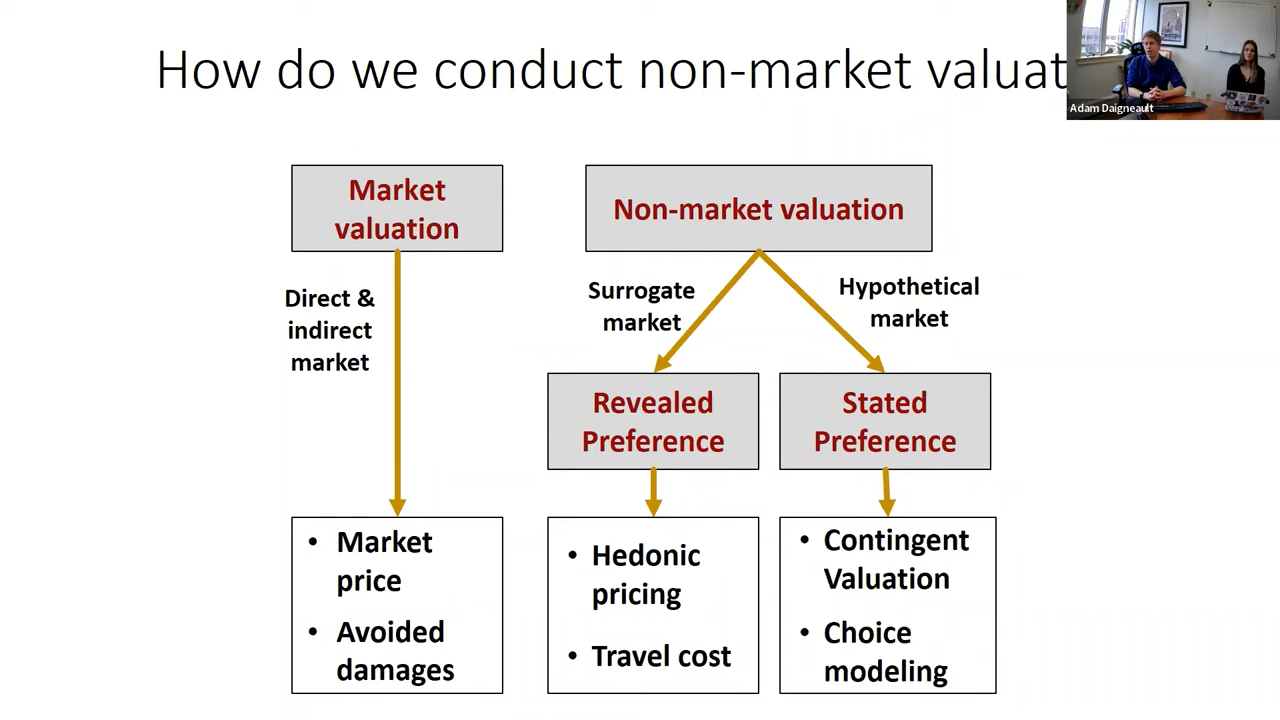 How do we conduct non-market valuat
Adam Daigneault
Market
valuation
Non-market valuation
Direct &
indirect
market
Surrogate
market
Hypothetical
market
Revealed
Preference
Stated
Preference
• Market
price
• Avoided
damages
• Hedonic
pricing
• Travel cost
• Contingent
Valuation
• Choice
modeling